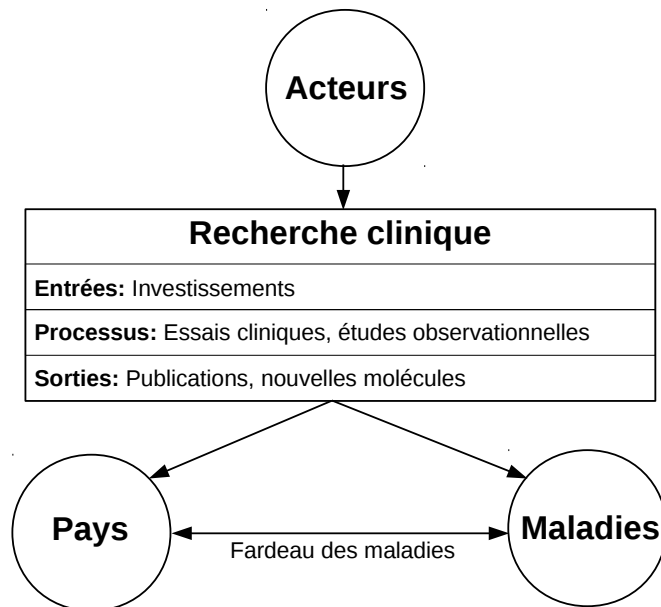 Acteurs
Recherche clinique
Entrées: Investissements
Processus: Essais cliniques, études observationnelles
Sorties: Publications, nouvelles molécules
Pays
Maladies
Fardeau des maladies